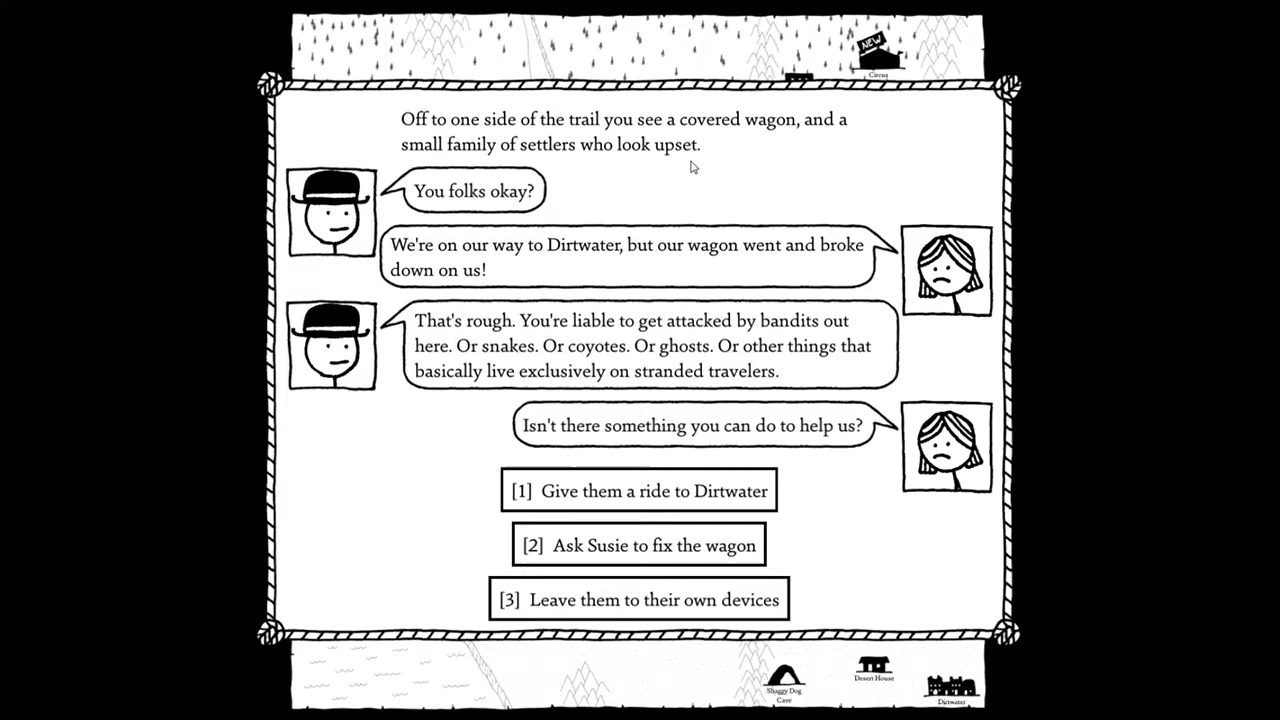 NEW
Circus
Off to one side of the trail you see a covered wagon, and a
small family of settlers who look upset.
You folks okay?
We're on our way to Dirtwater, but our wagon went and broke
down on us!
That's rough. You're liable to get attacked by bandits out
here. Or snakes. Or coyotes. Or ghosts. Or other things that
basically live exclusively on stranded travelers.
Isn't there something you can do to help us?
[1] Give them a ride to Dirtwater
[2] Ask Susie to fix the wagon
[3] Leave them to their own devices
Shaggy Dog
Cave
Desert House
Dirtwater